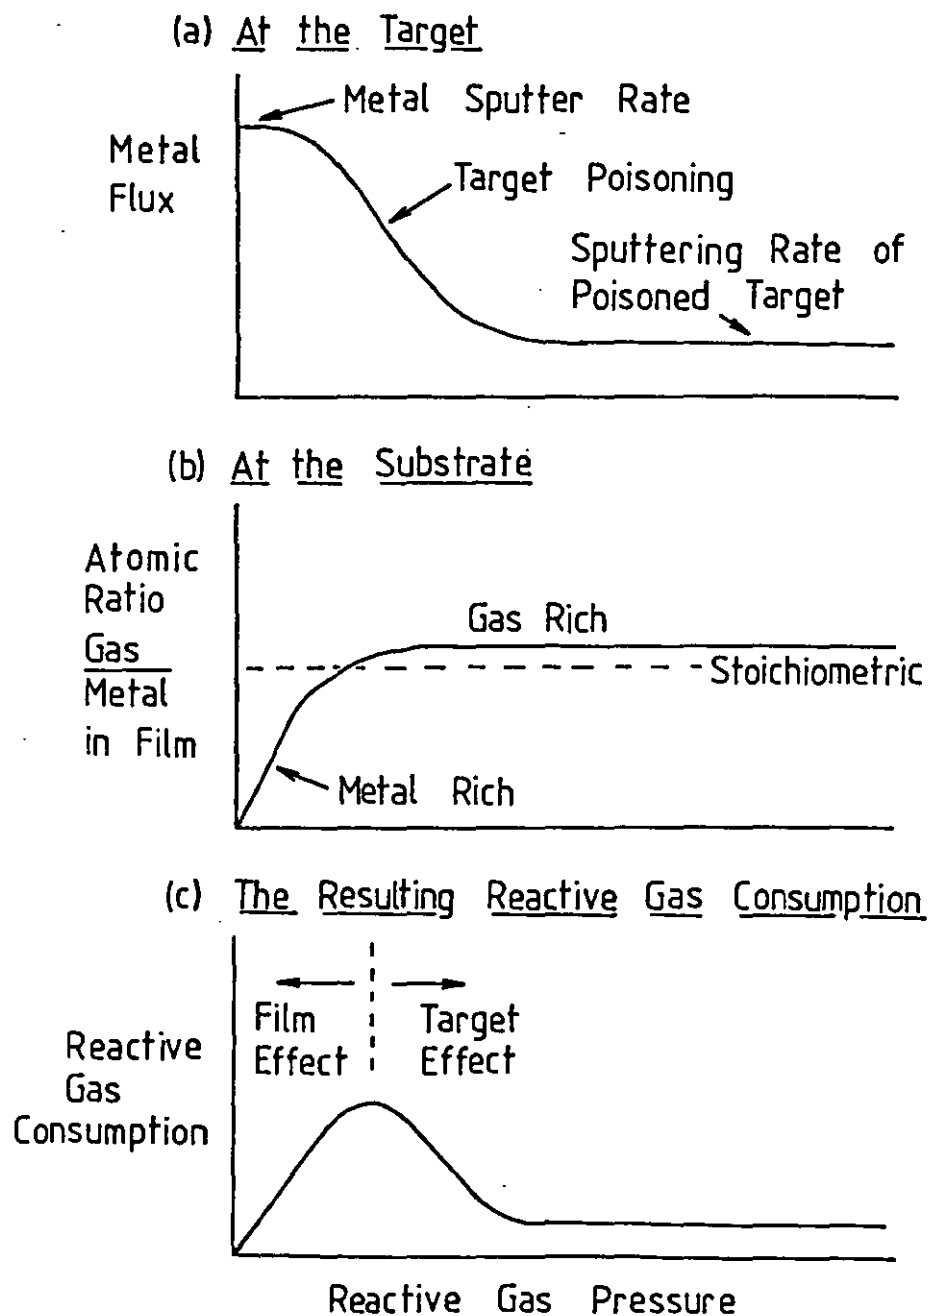 (a) At the Target
Metal Sputter Rate
Metal
Flux
Target Poisoning
Sputtering Rate of
Poisoned Target
(b) At the Substrate
Atomic
Ratio
Gas
Metal
in Film
Gas Rich
Stoichiometric
Metal Rich
(c) The Resulting Reactive Gas Consumption
Film
Effect
Target
Effect
Reactive
Gas
Consumption
Reactive Gas Pressure